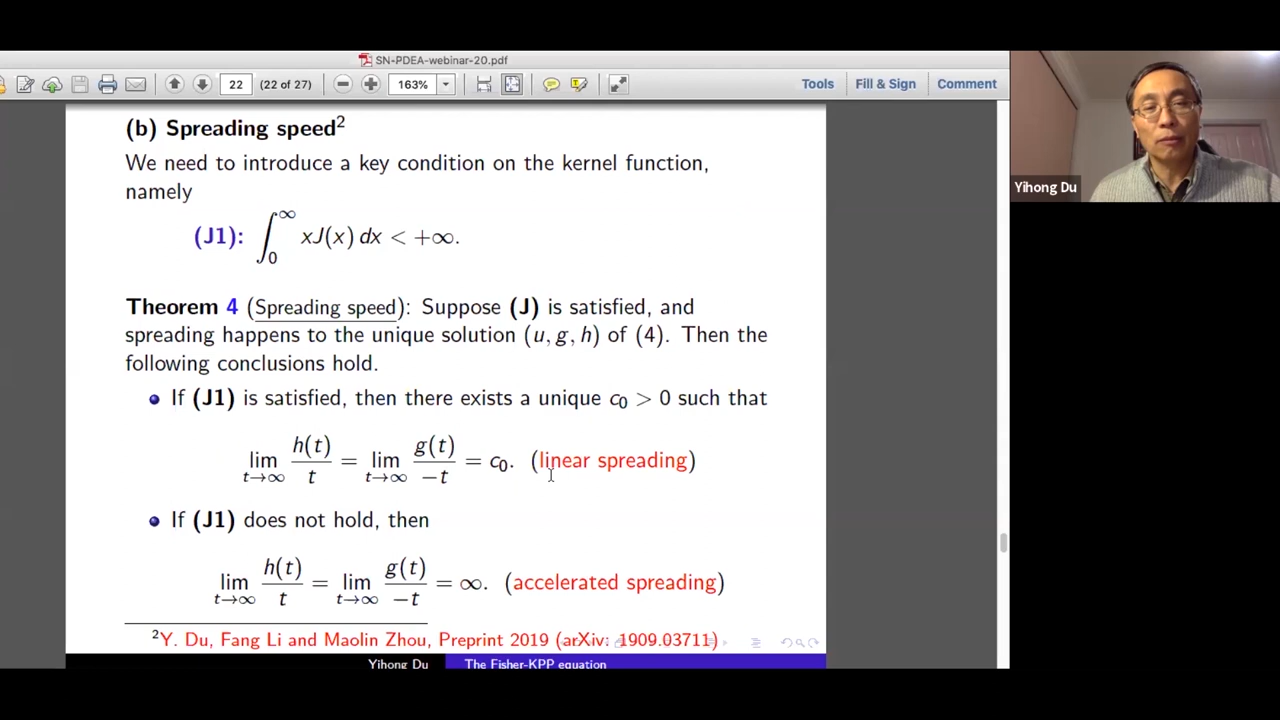 SN-PDEA-webinar-20.pdf
22 (22 of 27) 163% Tools Fill & Sign Comment
(b) Spreading speed²
We need to introduce a key condition on the kernel function,
namely
(J1): ∫₀^∞ xJ(x) dx < +∞.
Theorem 4 (Spreading speed): Suppose (J) is satisfied, and
spreading happens to the unique solution (u, g, h) of (4). Then the
following conclusions hold.
If (J1) is satisfied, then there exists a unique c₀ > 0 such that
lim t→∞ h(t)/t = lim t→∞ g(t)/−t = c₀. (linear spreading)
If (J1) does not hold, then
lim t→∞ h(t)/t = lim t→∞ g(t)/−t = ∞. (accelerated spreading)
²Y. Du, Fang Li and Maolin Zhou, Preprint 2019 (arXiv: 1909.03711)
Yihong Du The Fisher-KPP equation
Yihong Du